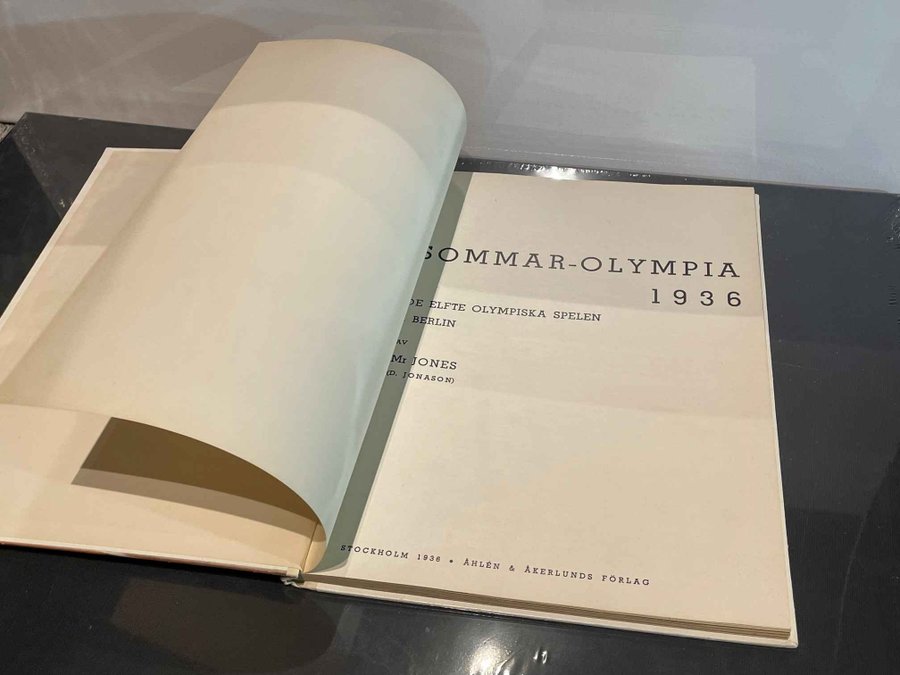 SOMMAR-OLYMPIA
1936
DE ELFTE OLYMPISKA SPELEN
BERLIN
AV
Mr JONES
(D. JONASON)
STOCKHOLM 1936 • ÅHLÉN & ÅKERLUNDS FÖRLAG